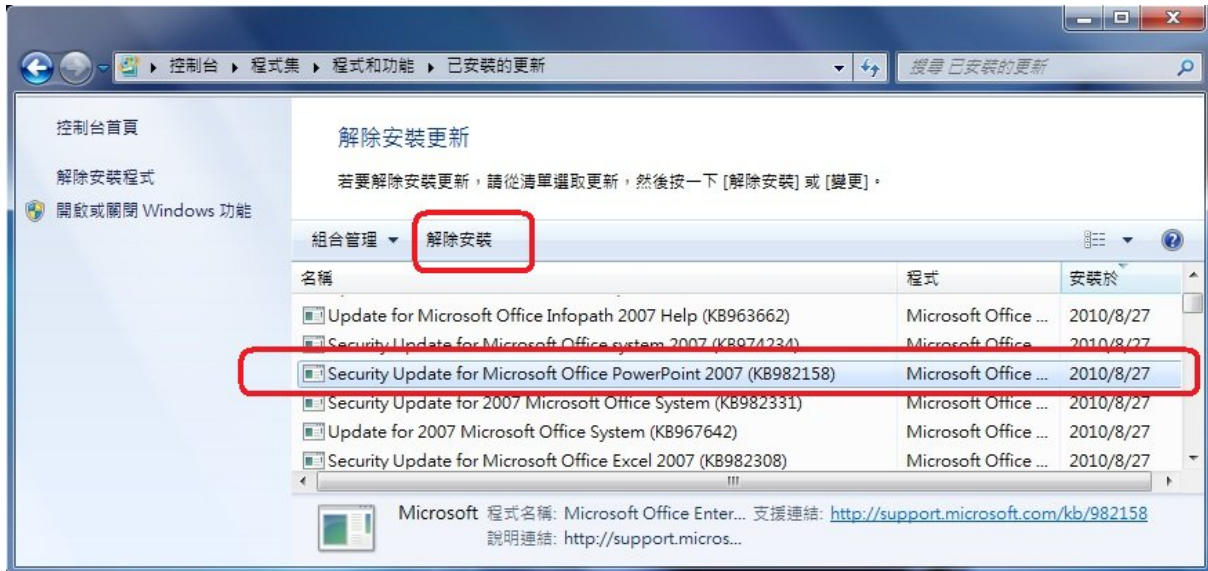 控制台 ▸ 程式集 ▸ 程式和功能 ▸ 已安裝的更新
搜尋 已安裝的更新
控制台首頁
解除安裝程式
開啟或關閉 Windows 功能
解除安裝更新
若要解除安裝更新，請從清單選取更新，然後按一下 [解除安裝] 或 [變更]。
組合管理 解除安裝
名稱 程式 安裝於
Update for Microsoft Office Infopath 2007 Help (KB963662) Microsoft Office ... 2010/8/27
Security Update for Microsoft Office system 2007 (KB974234) Microsoft Office ... 2010/8/27
Security Update for Microsoft Office PowerPoint 2007 (KB982158) Microsoft Office ... 2010/8/27
Security Update for 2007 Microsoft Office System (KB982331) Microsoft Office ... 2010/8/27
Update for 2007 Microsoft Office System (KB967642) Microsoft Office ... 2010/8/27
Security Update for Microsoft Office Excel 2007 (KB982308) Microsoft Office ... 2010/8/27
Microsoft 程式名稱: Microsoft Office Enter... 支援連結: http://support.microsoft.com/kb/982158
說明連結: http://support.micros...